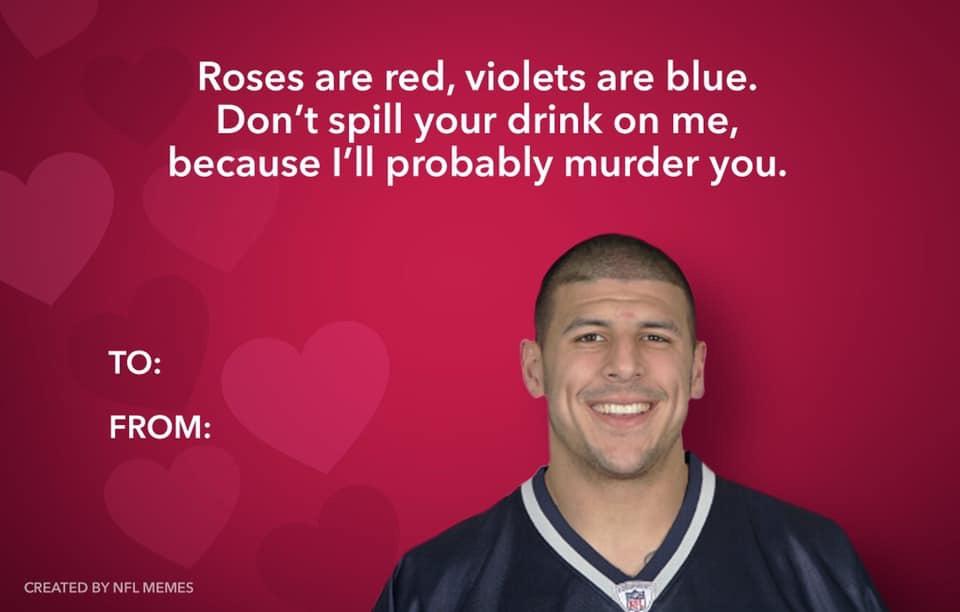 Roses are red, violets are blue.
Don’t spill your drink on me,
because I’ll probably murder you.
TO:
FROM:
CREATED BY NFL MEMES
NFL